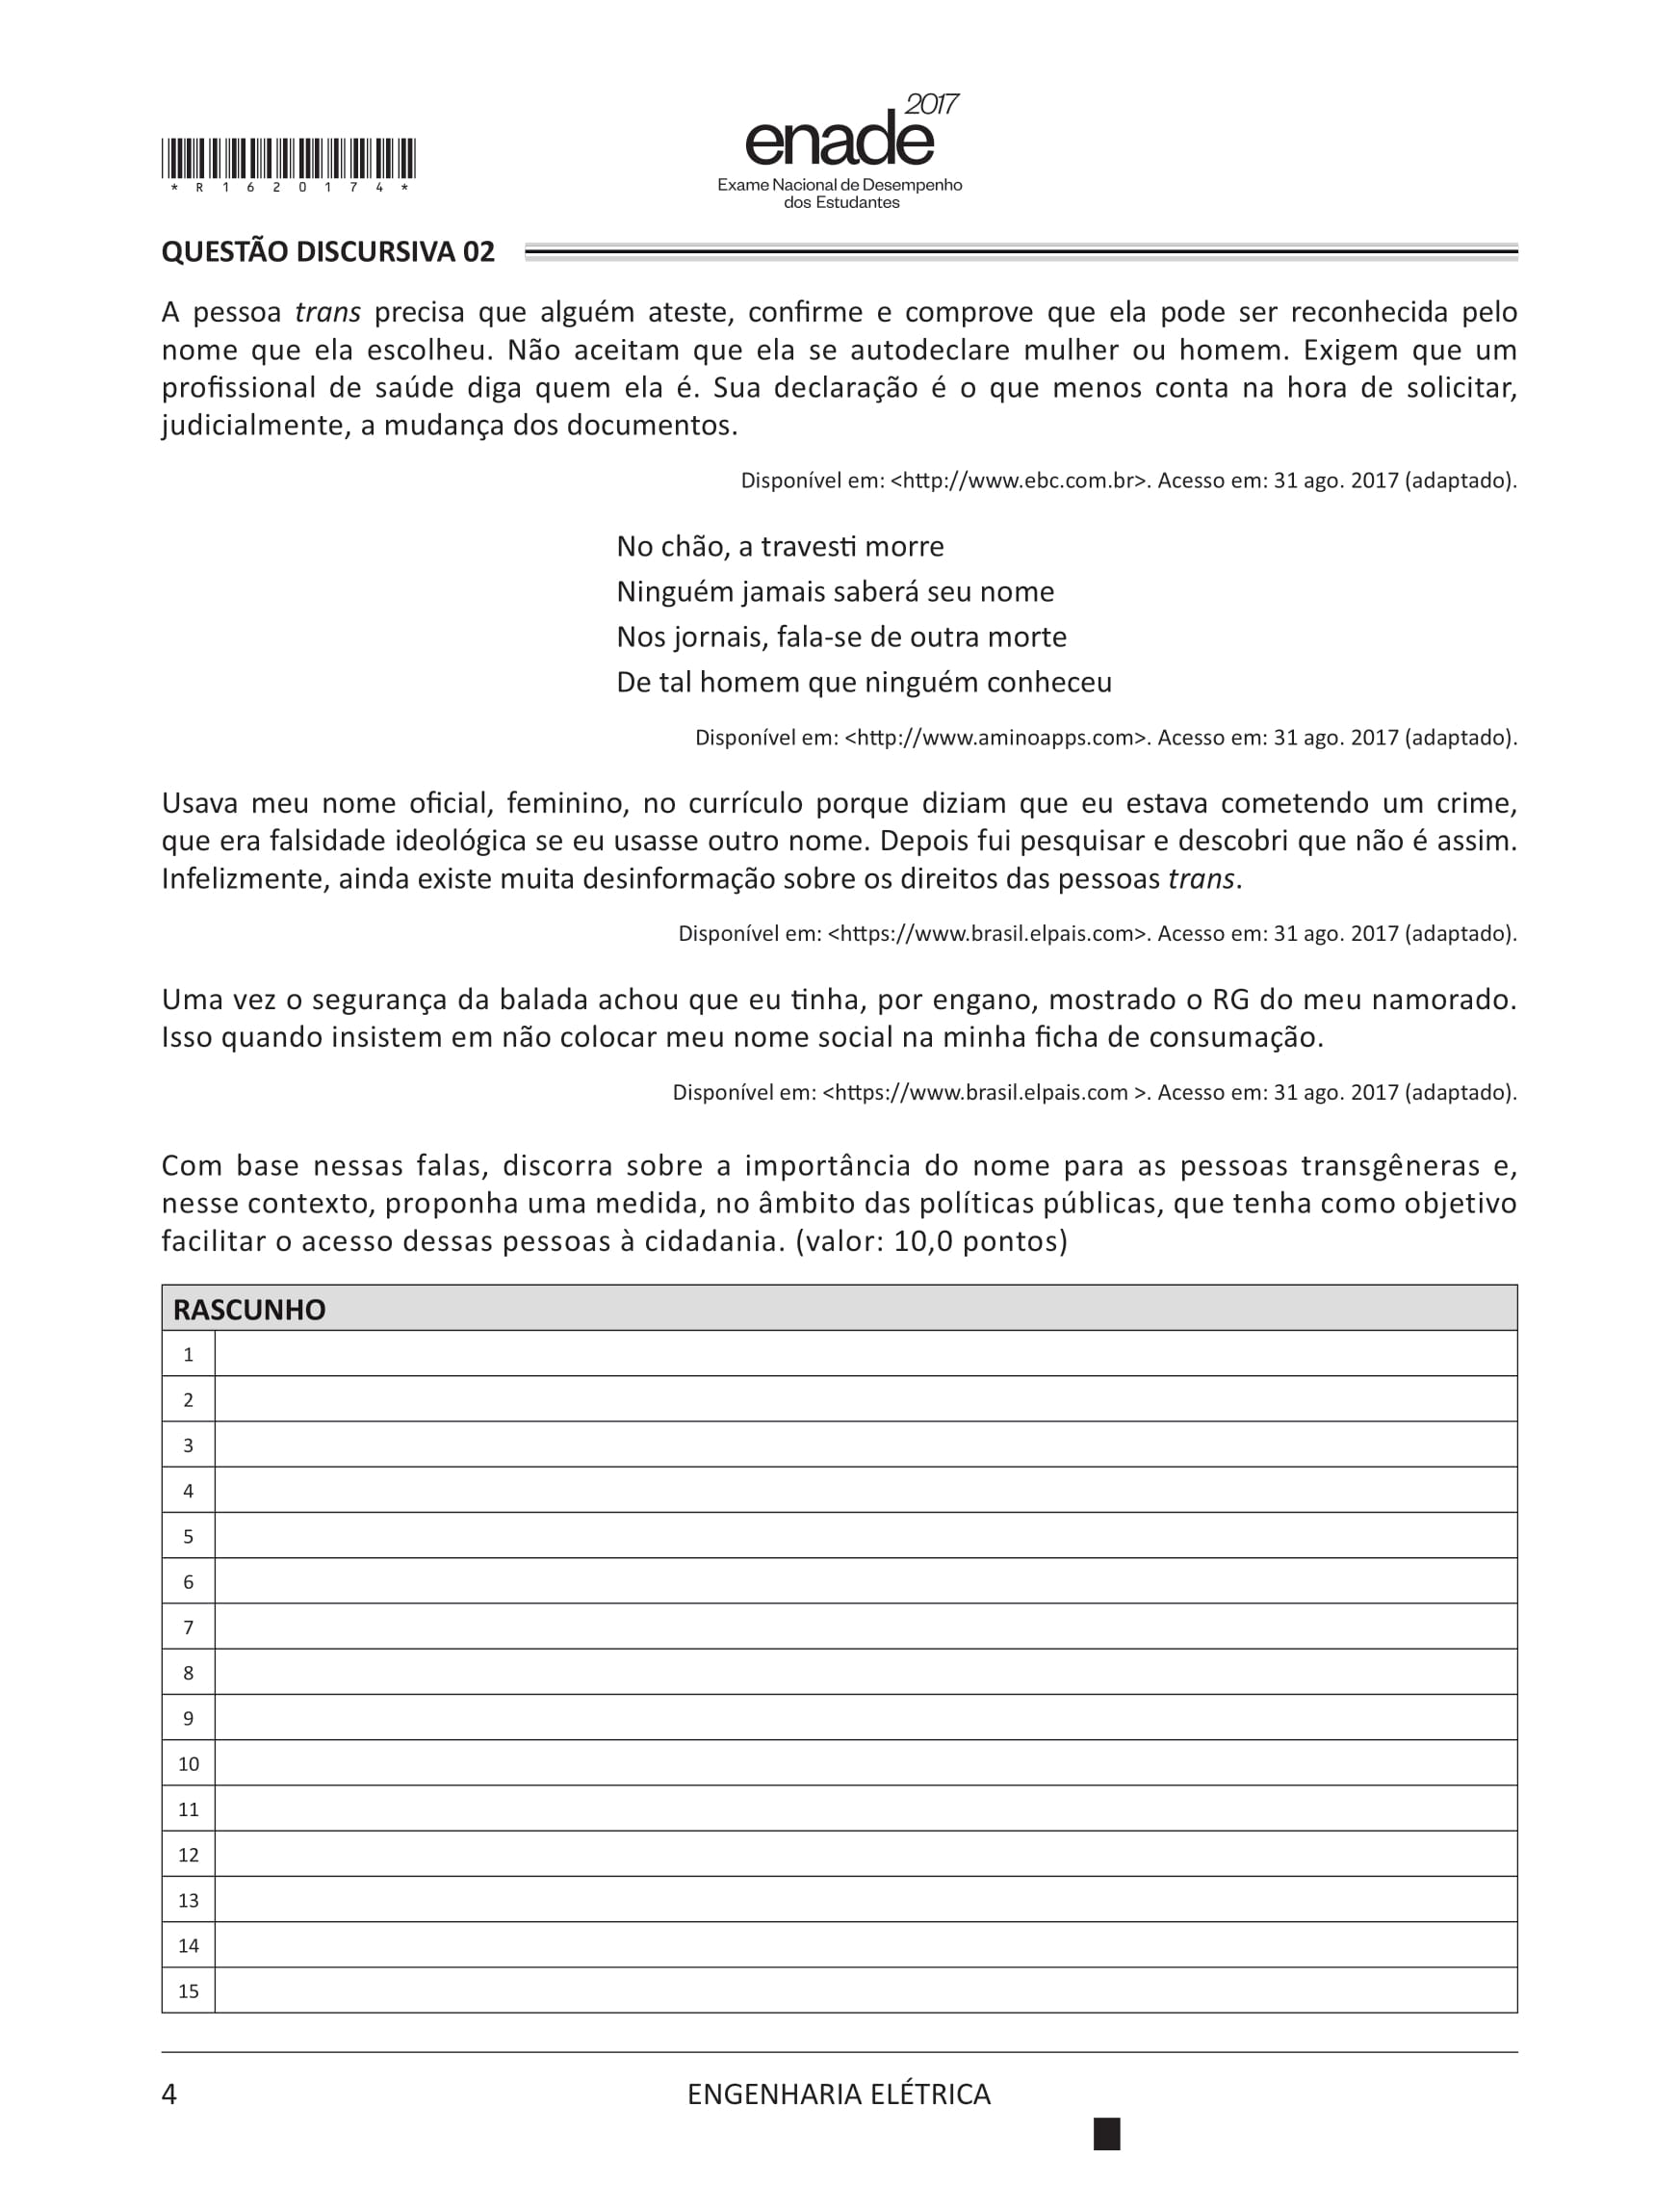 2017
enade
Exame Nacional de Desempenho
dos Estudantes
* R 1 6 2 0 1 7 4 *
QUESTÃO DISCURSIVA 02
A pessoa trans precisa que alguém ateste, confirme e comprove que ela pode ser reconhecida pelo
nome que ela escolheu. Não aceitam que ela se autodeclare mulher ou homem. Exigem que um
profissional de saúde diga quem ela é. Sua declaração é o que menos conta na hora de solicitar,
judicialmente, a mudança dos documentos.
Disponível em: <http://www.ebc.com.br>. Acesso em: 31 ago. 2017 (adaptado).
No chão, a travesti morre
Ninguém jamais saberá seu nome
Nos jornais, fala-se de outra morte
De tal homem que ninguém conheceu
Disponível em: <http://www.aminoapps.com>. Acesso em: 31 ago. 2017 (adaptado).
Usava meu nome oficial, feminino, no currículo porque diziam que eu estava cometendo um crime,
que era falsidade ideológica se eu usasse outro nome. Depois fui pesquisar e descobri que não é assim.
Infelizmente, ainda existe muita desinformação sobre os direitos das pessoas trans.
Disponível em: <https://www.brasil.elpais.com>. Acesso em: 31 ago. 2017 (adaptado).
Uma vez o segurança da balada achou que eu tinha, por engano, mostrado o RG do meu namorado.
Isso quando insistem em não colocar meu nome social na minha ficha de consumação.
Disponível em: <https://www.brasil.elpais.com >. Acesso em: 31 ago. 2017 (adaptado).
Com base nessas falas, discorra sobre a importância do nome para as pessoas transgêneras e,
nesse contexto, proponha uma medida, no âmbito das políticas públicas, que tenha como objetivo
facilitar o acesso dessas pessoas à cidadania. (valor: 10,0 pontos)
RASCUNHO
1
2
3
4
5
6
7
8
9
10
11
12
13
14
15
4
ENGENHARIA ELÉTRICA